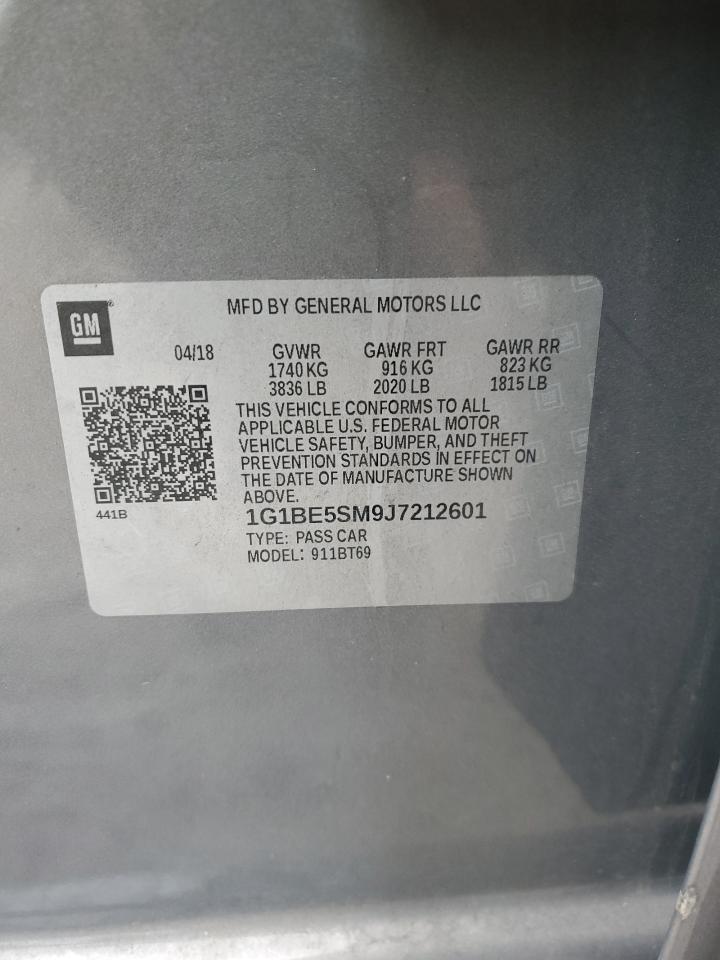 GM
MFD BY GENERAL MOTORS LLC
04/18 GVWR GAWR FRT GAWR RR
1740 KG 916 KG 823 KG
3836 LB 2020 LB 1815 LB
THIS VEHICLE CONFORMS TO ALL
APPLICABLE U.S. FEDERAL MOTOR
VEHICLE SAFETY, BUMPER, AND THEFT
PREVENTION STANDARDS IN EFFECT ON
THE DATE OF MANUFACTURE SHOWN
ABOVE.
441B
1G1BE5SM9J7212601
TYPE: PASS CAR
MODEL: 911BT69